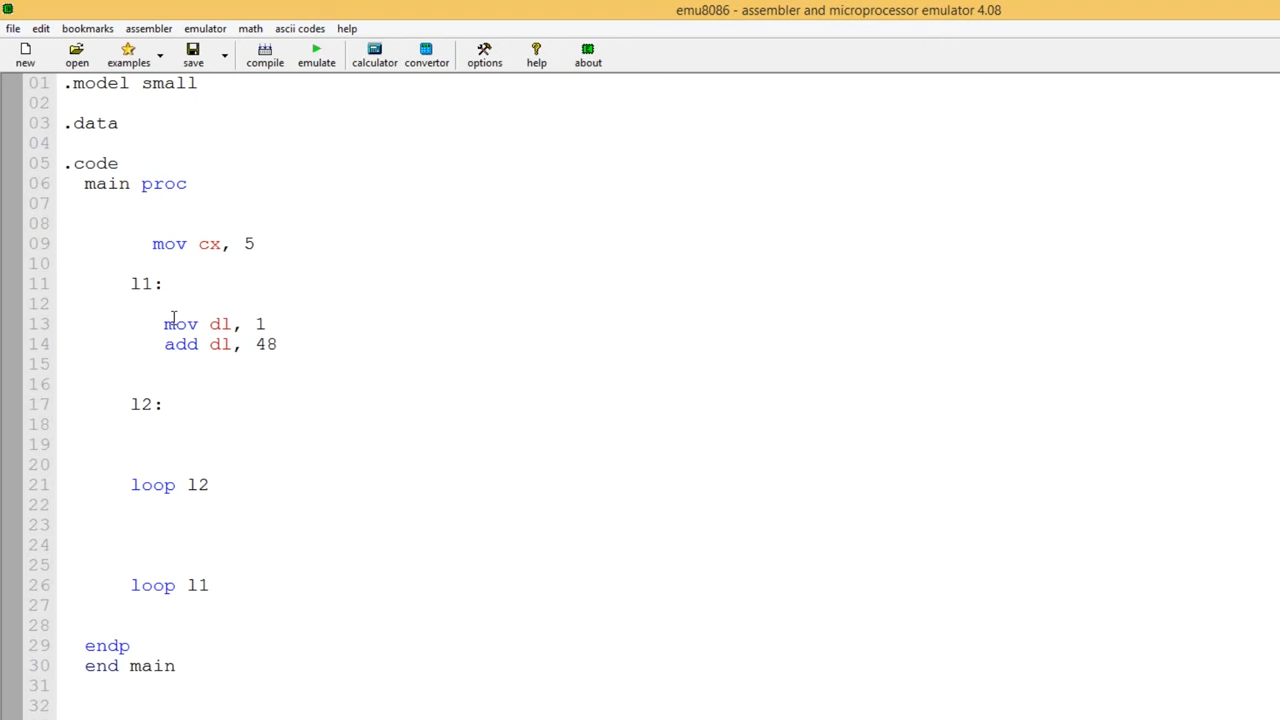 emu8086 - assembler and microprocessor emulator 4.08
file edit bookmarks assembler emulator math ascii codes help
new open examples save compile emulate calculator convertor options help about
01 .model small
02
03 .data
04
05 .code
06 main proc
07
08
09 mov cx, 5
10
11 l1:
12
13 mov dl, 1
14 add dl, 48
15
16
17 l2:
18
19
20
21 loop l2
22
23
24
25
26 loop l1
27
28
29 endp
30 end main
31
32